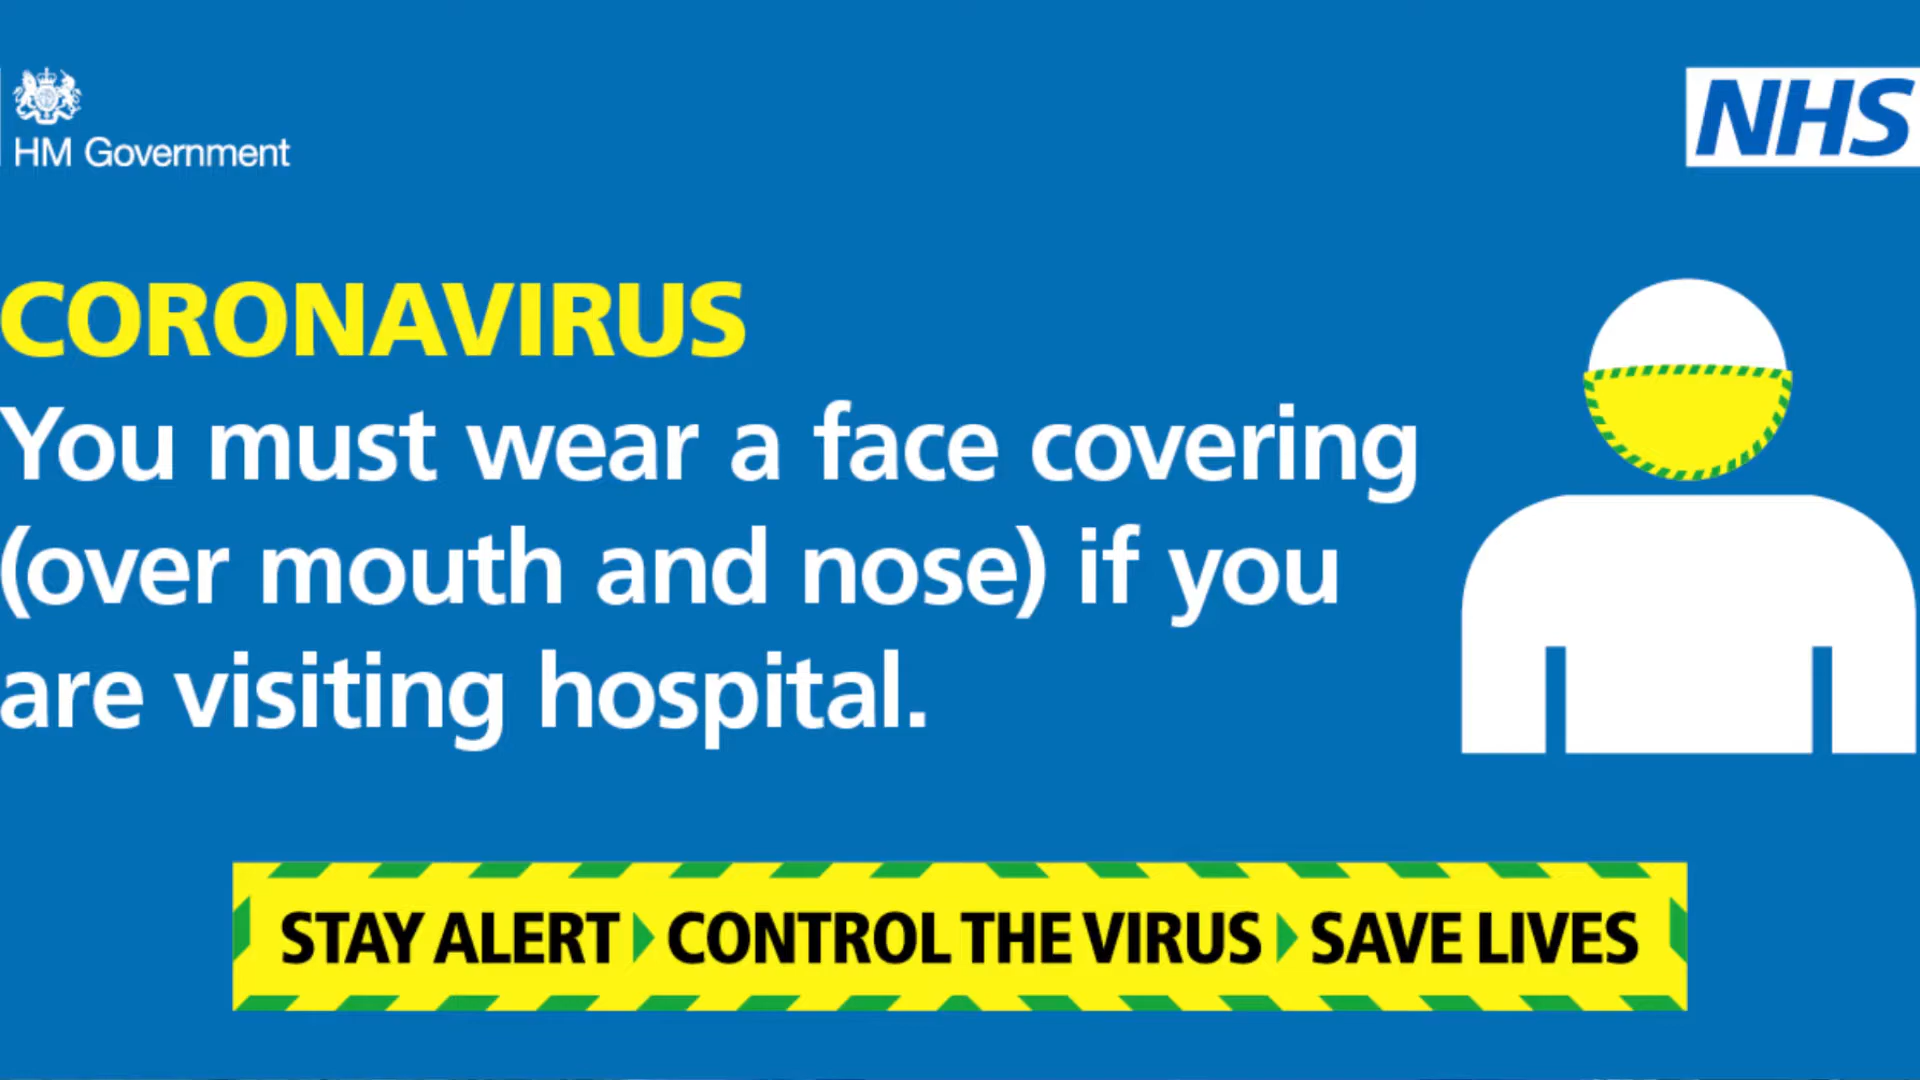 HM Government
NHS
CORONAVIRUS
You must wear a face covering
(over mouth and nose) if you
are visiting hospital.
STAY ALERT CONTROL THE VIRUS SAVE LIVES